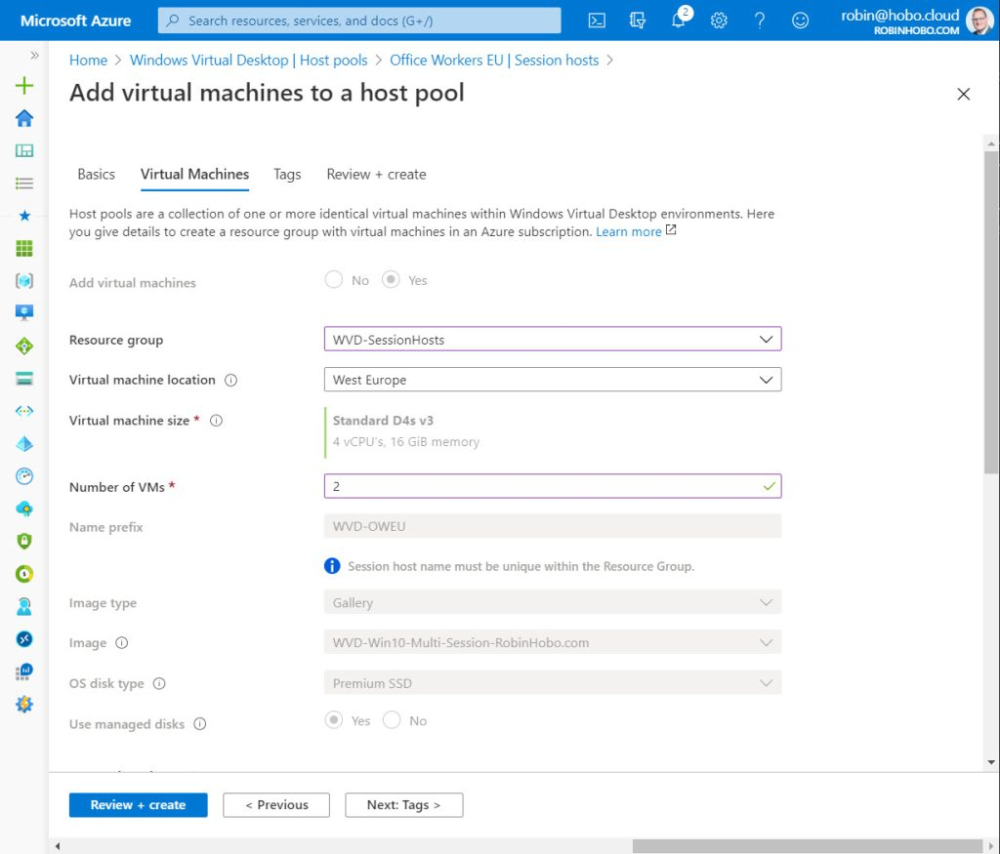 Microsoft Azure
Search resources, services, and docs (G+/)
2
robin@hobo.cloud
ROBINHOBO.COM
Home > Windows Virtual Desktop | Host pools > Office Workers EU | Session hosts >
Add virtual machines to a host pool
Basics Virtual Machines Tags Review + create
Host pools are a collection of one or more identical virtual machines within Windows Virtual Desktop environments. Here
you give details to create a resource group with virtual machines in an Azure subscription. Learn more
Add virtual machines No Yes
Resource group WVD-SessionHosts
Virtual machine location West Europe
Virtual machine size * Standard D4s v3
4 vCPU's, 16 GiB memory
Number of VMs * 2
Name prefix WVD-OWEU
Session host name must be unique within the Resource Group.
Image type Gallery
Image WVD-Win10-Multi-Session-RobinHobo.com
OS disk type Premium SSD
Use managed disks Yes No
Review + create < Previous Next: Tags >